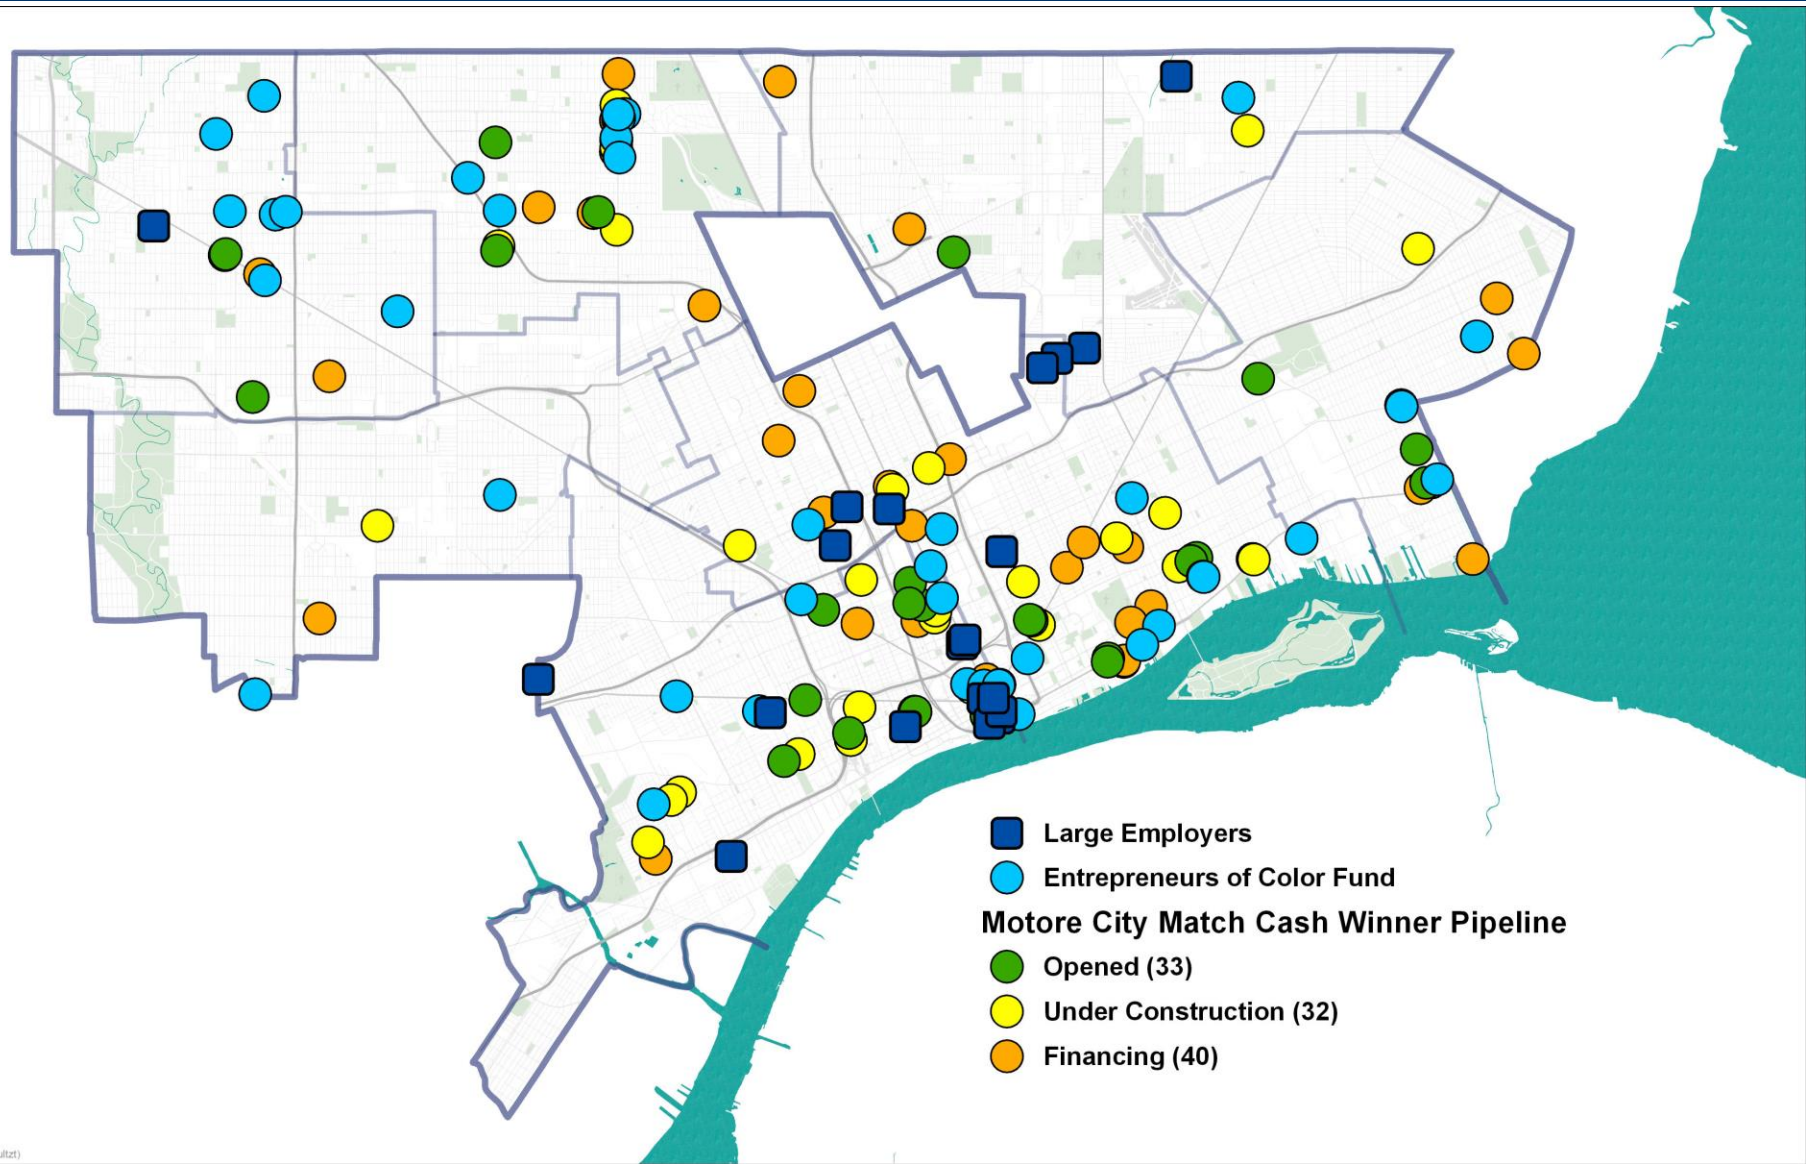 Large Employers
Entrepreneurs of Color Fund
Motore City Match Cash Winner Pipeline
Opened (33)
Under Construction (32)
Financing (40)
ultzt)